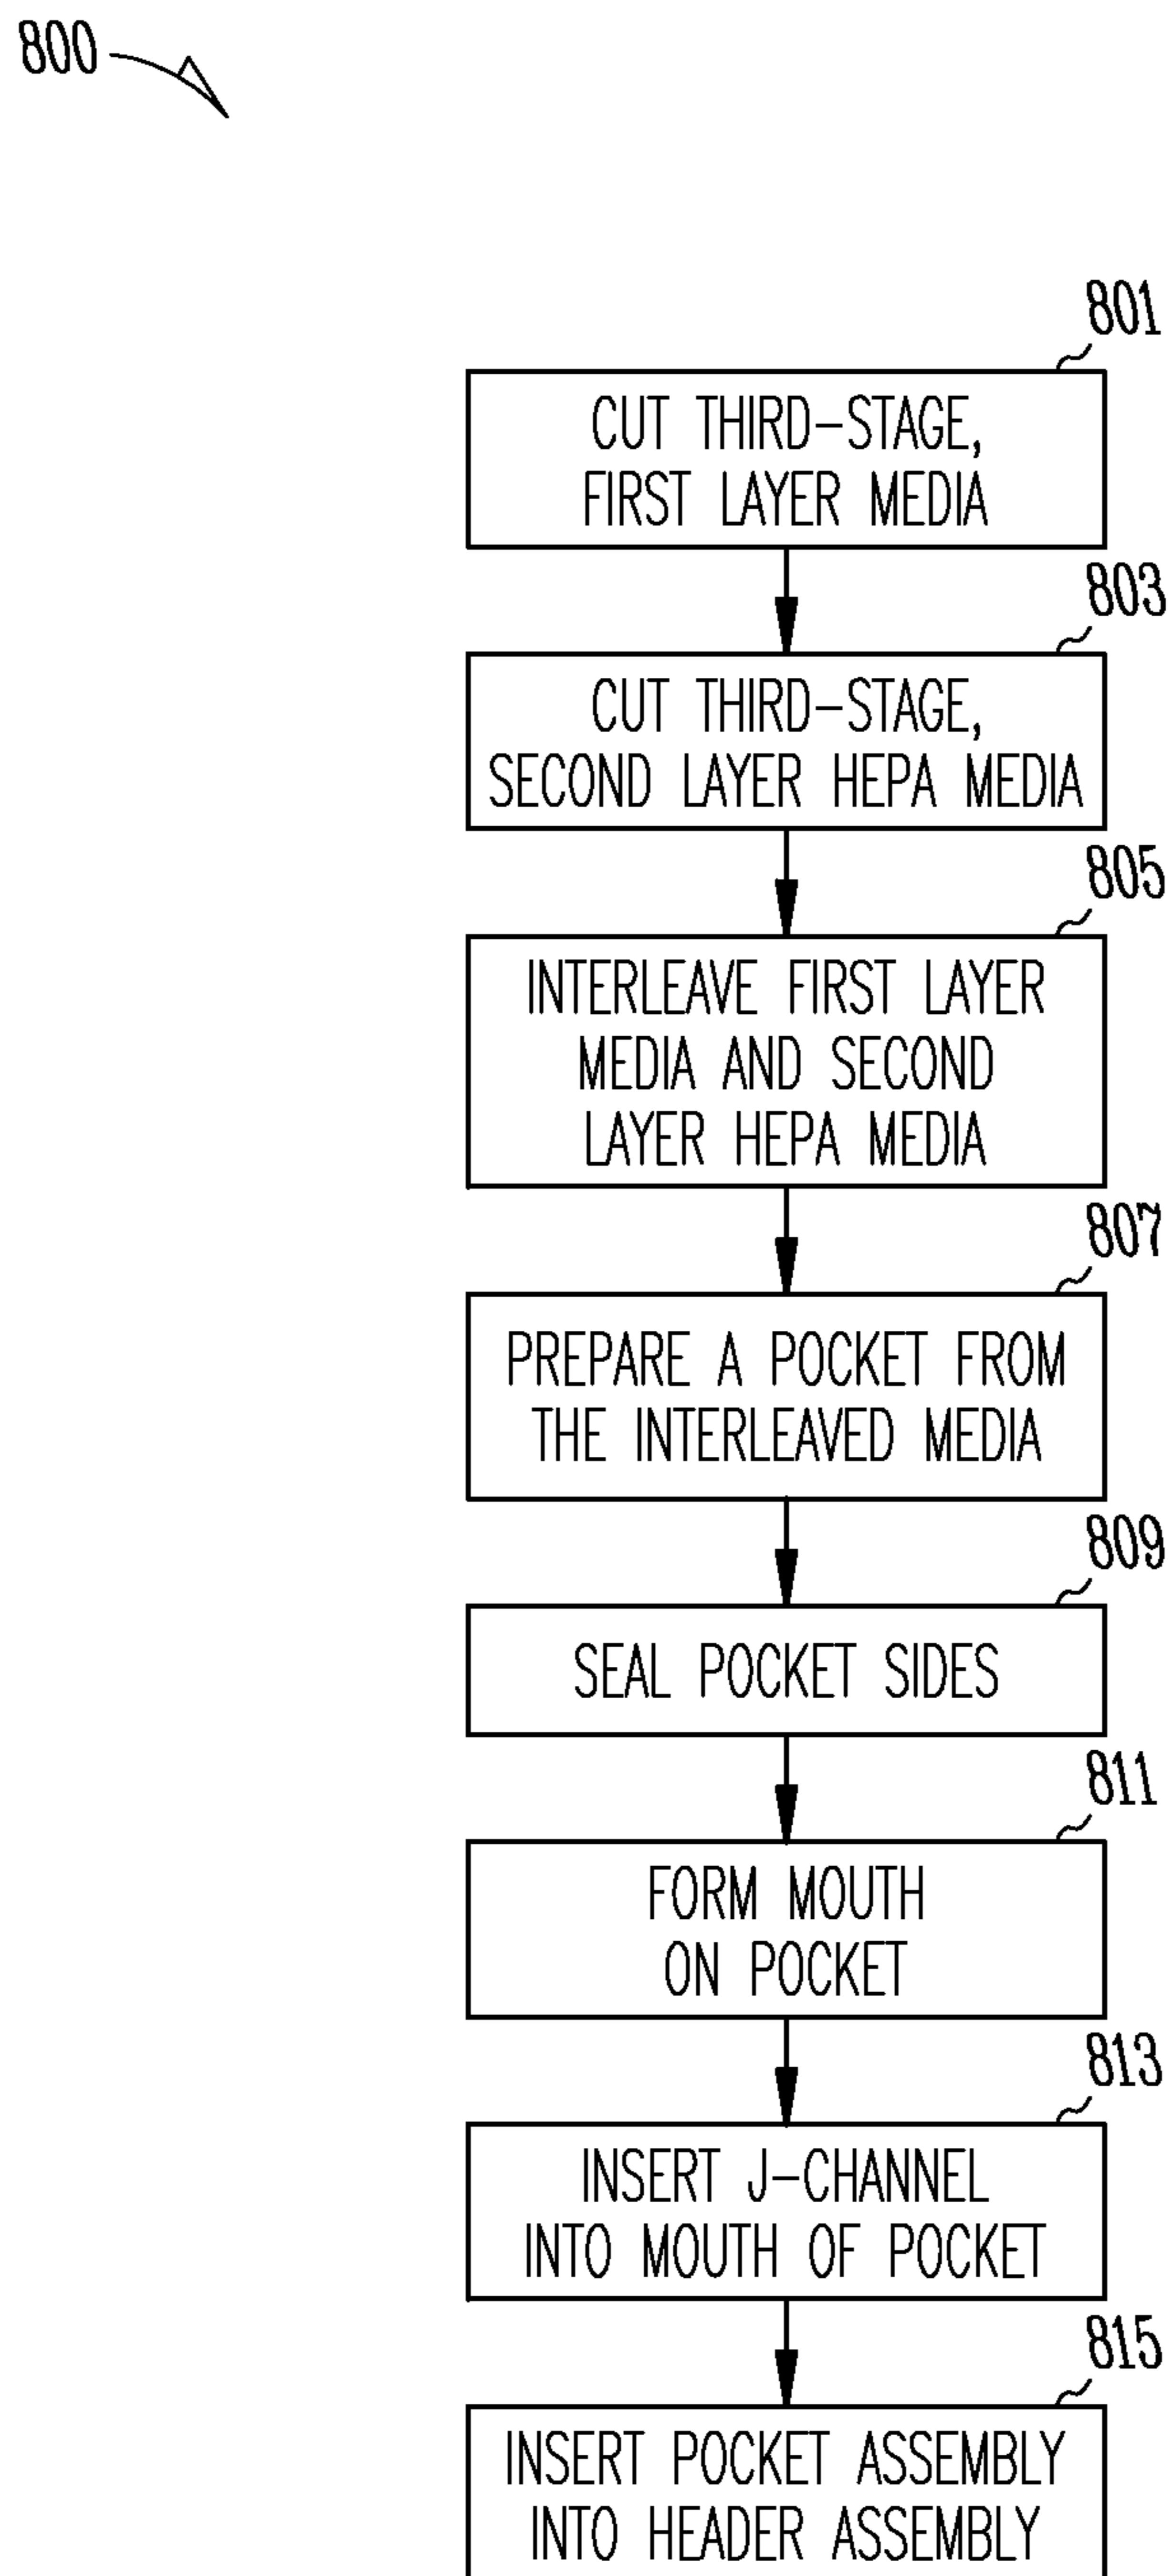 800
801
CUT THIRD-STAGE,
FIRST LAYER MEDIA
803
CUT THIRD-STAGE,
SECOND LAYER HEPA MEDIA
805
INTERLEAVE FIRST LAYER
MEDIA AND SECOND
LAYER HEPA MEDIA
807
PREPARE A POCKET FROM
THE INTERLEAVED MEDIA
809
SEAL POCKET SIDES
811
FORM MOUTH
ON POCKET
813
INSERT J-CHANNEL
INTO MOUTH OF POCKET
815
INSERT POCKET ASSEMBLY
INTO HEADER ASSEMBLY